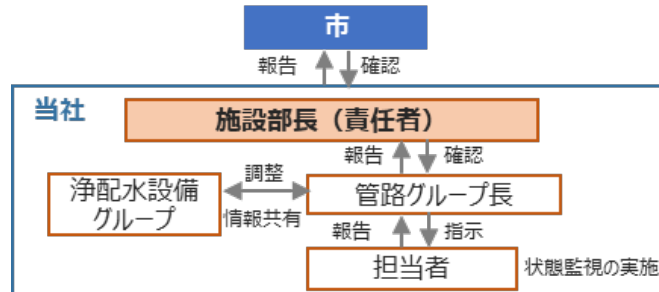 市
報告 確認
当社
施設部長（責任者）
報告 確認
調整
浄配水設備
グループ
管路グループ長
情報共有
報告 指示
担当者
状態監視の実施